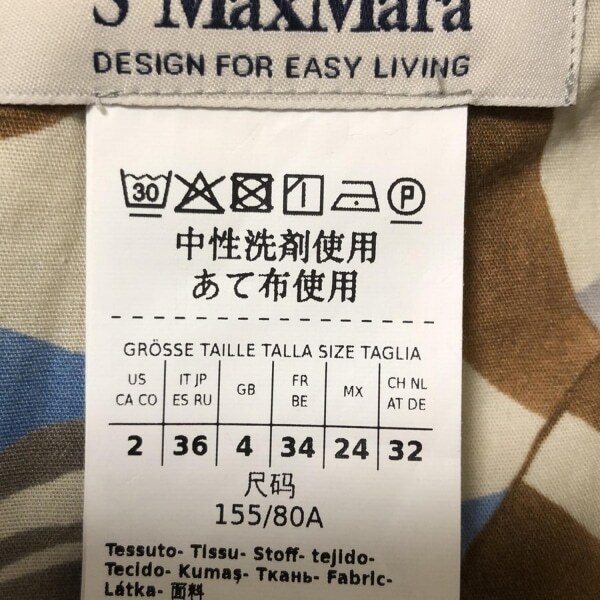 S MaxMara
DESIGN FOR EASY LIVING
30 P
中性洗剤使用
あて布使用
GRÖSSE TAILLE TALLA SIZE TAGLIA
US CA CO IT JP ES RU GB FR BE MX CH NL AT DE
2 36 4 34 24 32
尺码
155/80A
Tessuto- Tissu- Stoff- tejido-
Tecido- Kumaş- Ткань- Fabric-
Látka- 面料